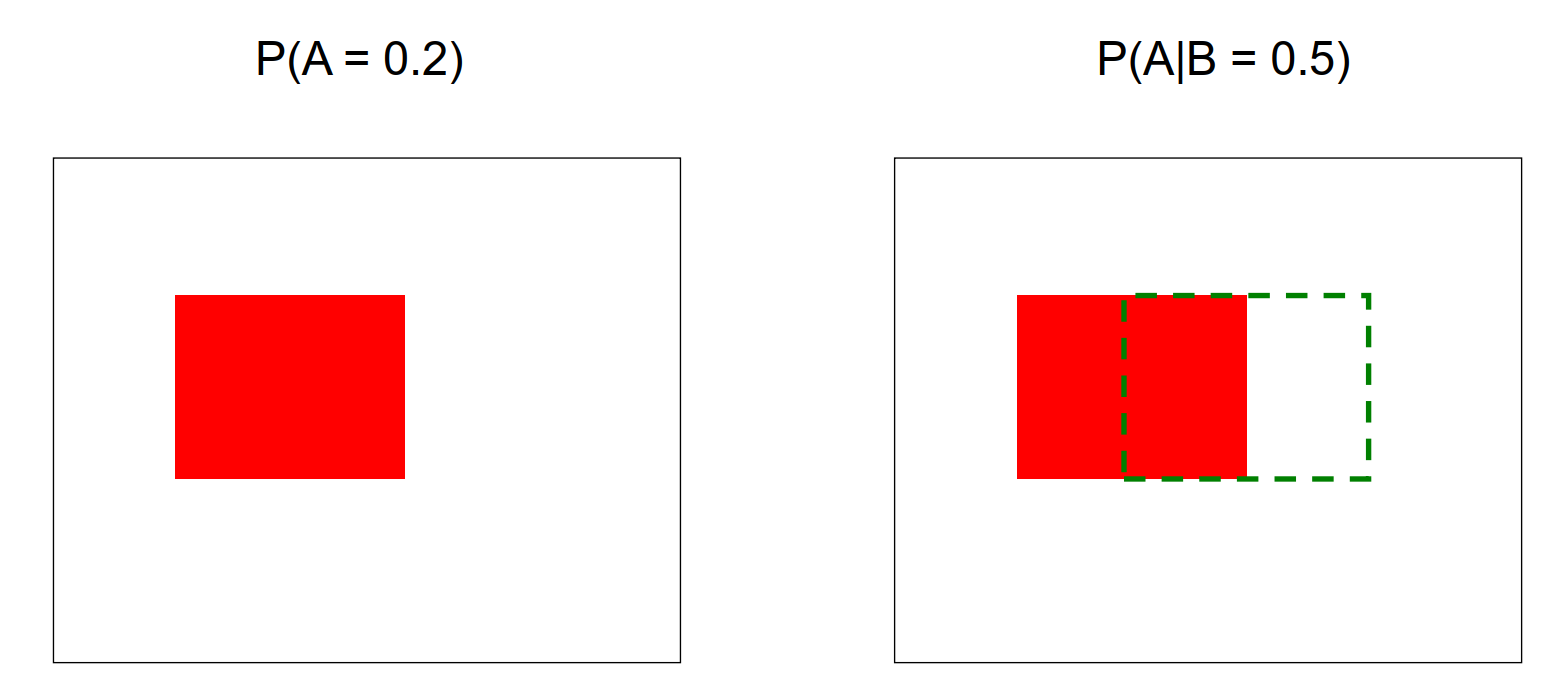 P(A = 0.2)
P(A|B = 0.5)